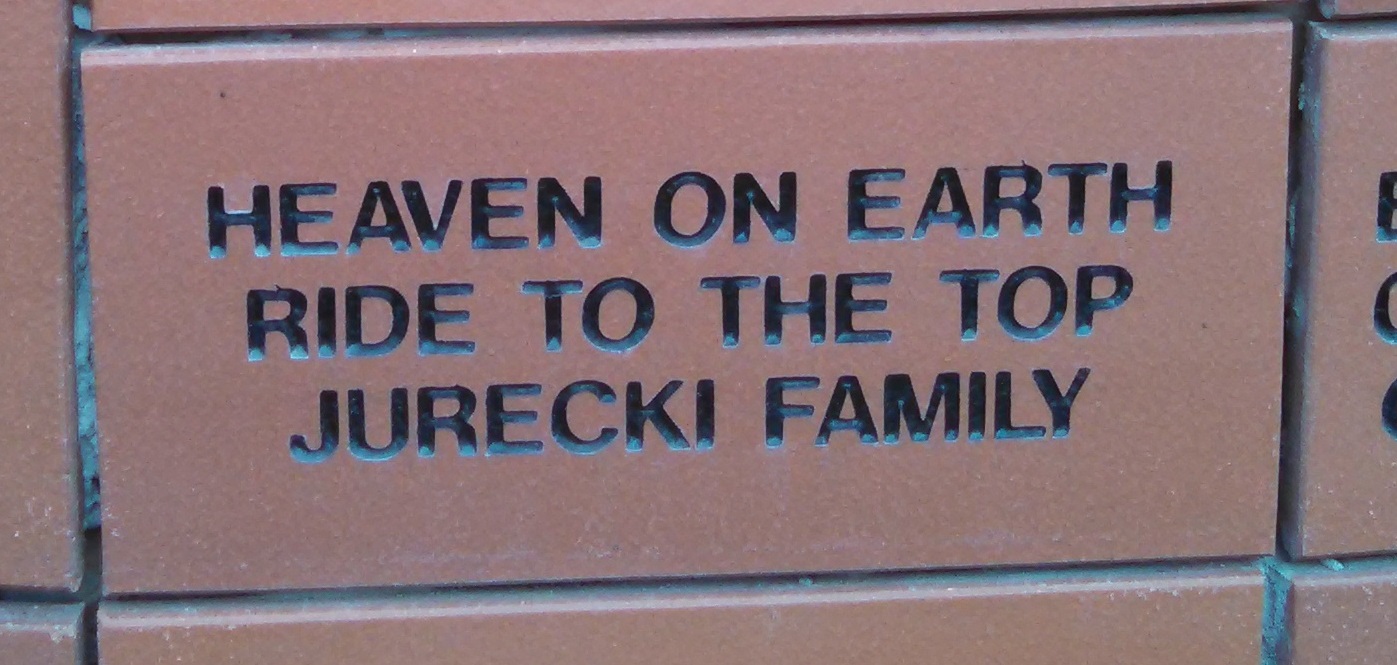 HEAVEN ON EARTH
RIDE TO THE TOP
JURECKI FAMILY